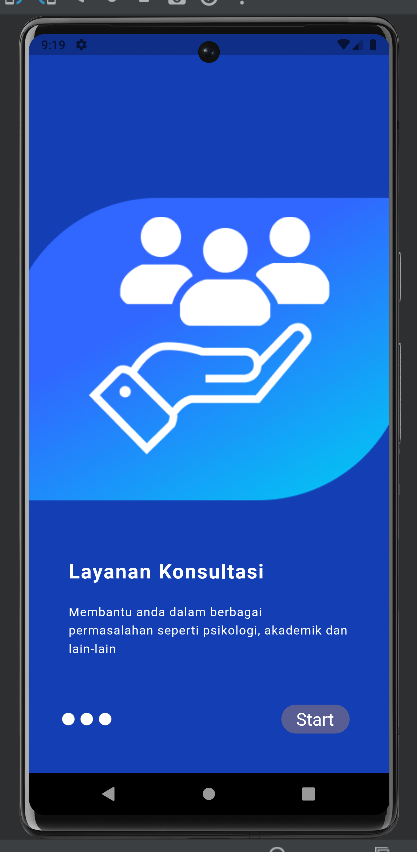 9:19
Layanan Konsultasi
Membantu anda dalam berbagai
permasalahan seperti psikologi, akademik dan
lain-lain
Start